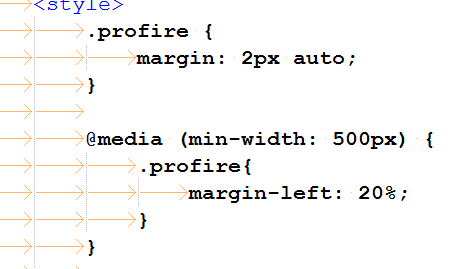 <style>
.profire {
margin: 2px auto;
}
@media (min-width: 500px) {
.profire{
margin-left: 20%;
}
}